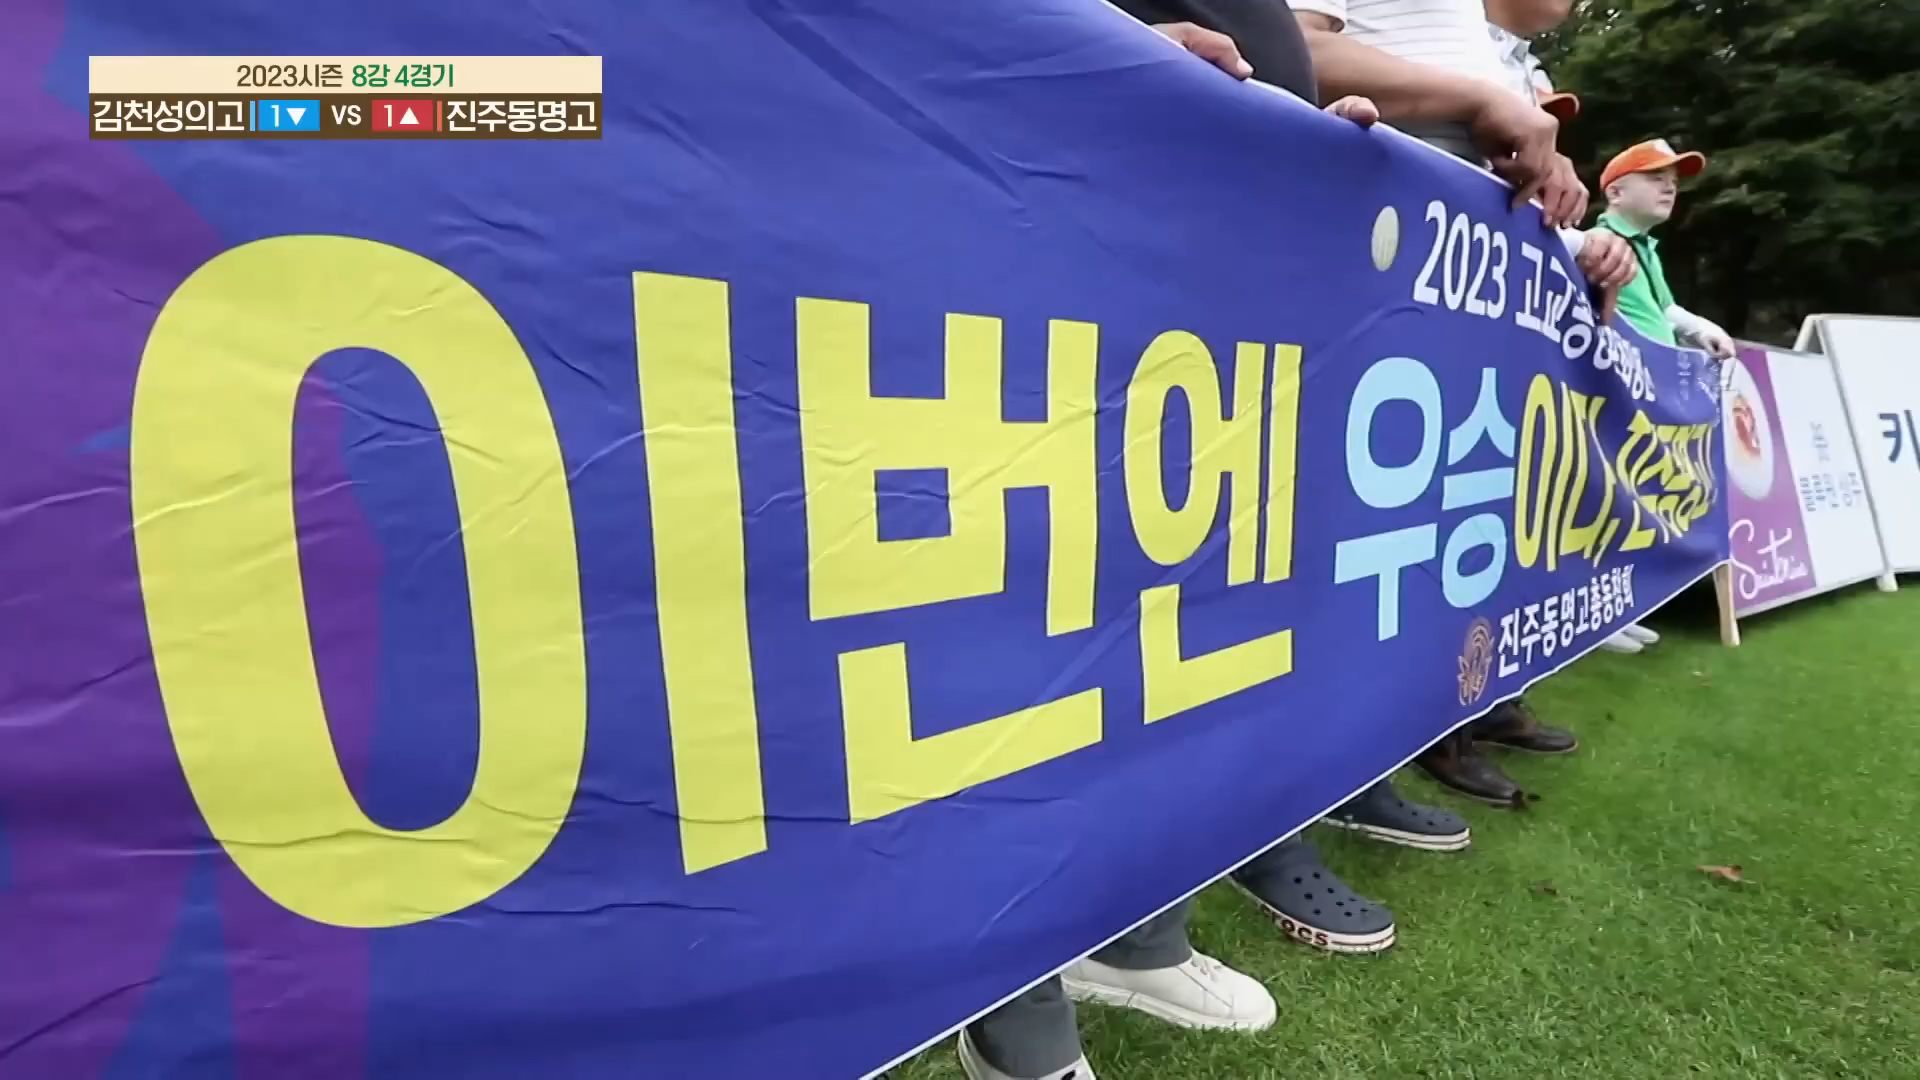 2023시즌 8강 4경기
김천성의고 1▼ VS 1▲ 진주동명고
2023 고교
이번엔 우승이다,
진주동명고총동창회
crocs
키